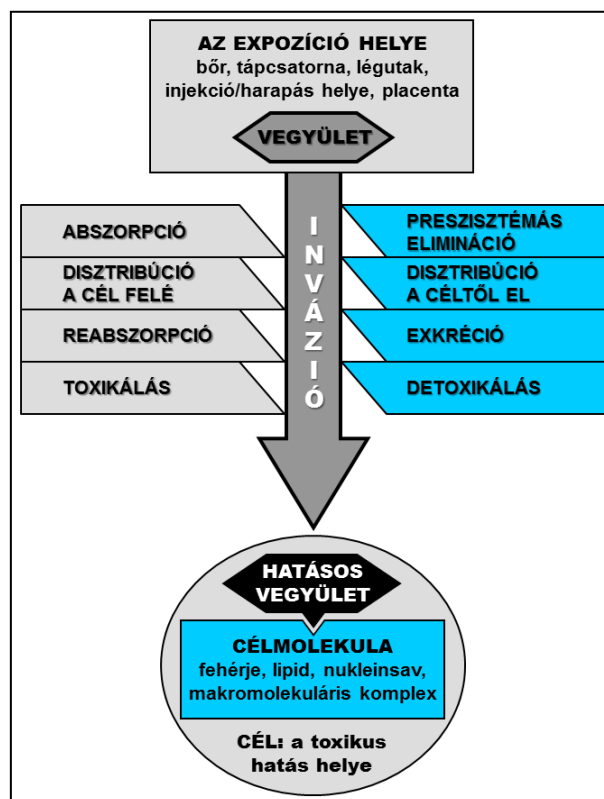 AZ EXPOZÍCIÓ HELYE
bőr, tápcsatorna, légutak,
injekció/harapás helye, placenta
VEGYÜLET
INVÁZIÓ
ABSZORPCIÓ
PRESZISZTÉMÁS
ELIMINÁCIÓ
DISZTRIBÚCIÓ
A CÉL FELÉ
DISZTRIBÚCIÓ
A CÉLTŐL EL
REABSZORPCIÓ
EXKRÉCIÓ
TOXIKÁLÁS
DETOXIKÁLÁS
HATÁSOS
VEGYÜLET
CÉLMOLEKULA
fehérje, lipid, nukleinsav,
makromolekuláris komplex
CÉL: a toxikus
hatás helye